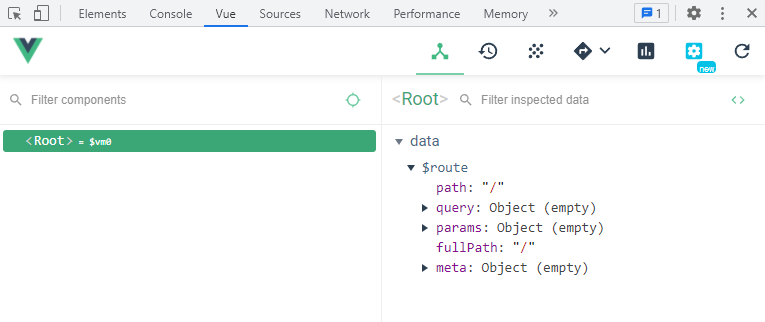 Elements Console Vue Sources Network Performance Memory » 1
new
Filter components
<Root> = $vm0
<Root> Filter inspected data
data
$route
path: "/"
query: Object (empty)
params: Object (empty)
fullPath: "/"
meta: Object (empty)